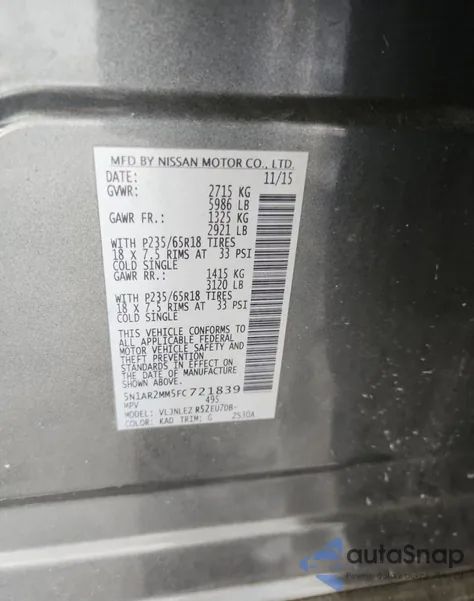 MFD BY NISSAN MOTOR CO., LTD.
DATE: 11/15
GVWR: 2715 KG
5986 LB
GAWR FR.: 1325 KG
2921 LB
WITH P235/65R18 TIRES
18 X 7.5 RIMS AT 33 PSI
COLD SINGLE
GAWR RR.: 1415 KG
3120 LB
WITH P235/65R18 TIRES
18 X 7.5 RIMS AT 33 PSI
COLD SINGLE
THIS VEHICLE CONFORMS TO
ALL APPLICABLE FEDERAL
MOTOR VEHICLE SAFETY AND
THEFT PREVENTION
STANDARDS IN EFFECT ON
THE DATE OF MANUFACTURE
SHOWN ABOVE.
5N1AR2MM5FC721839
MPV 495
MODEL: VLJNLEZ R52EU7DB-
COLOR: KAD TRIM: G ZS30A
autoSnap